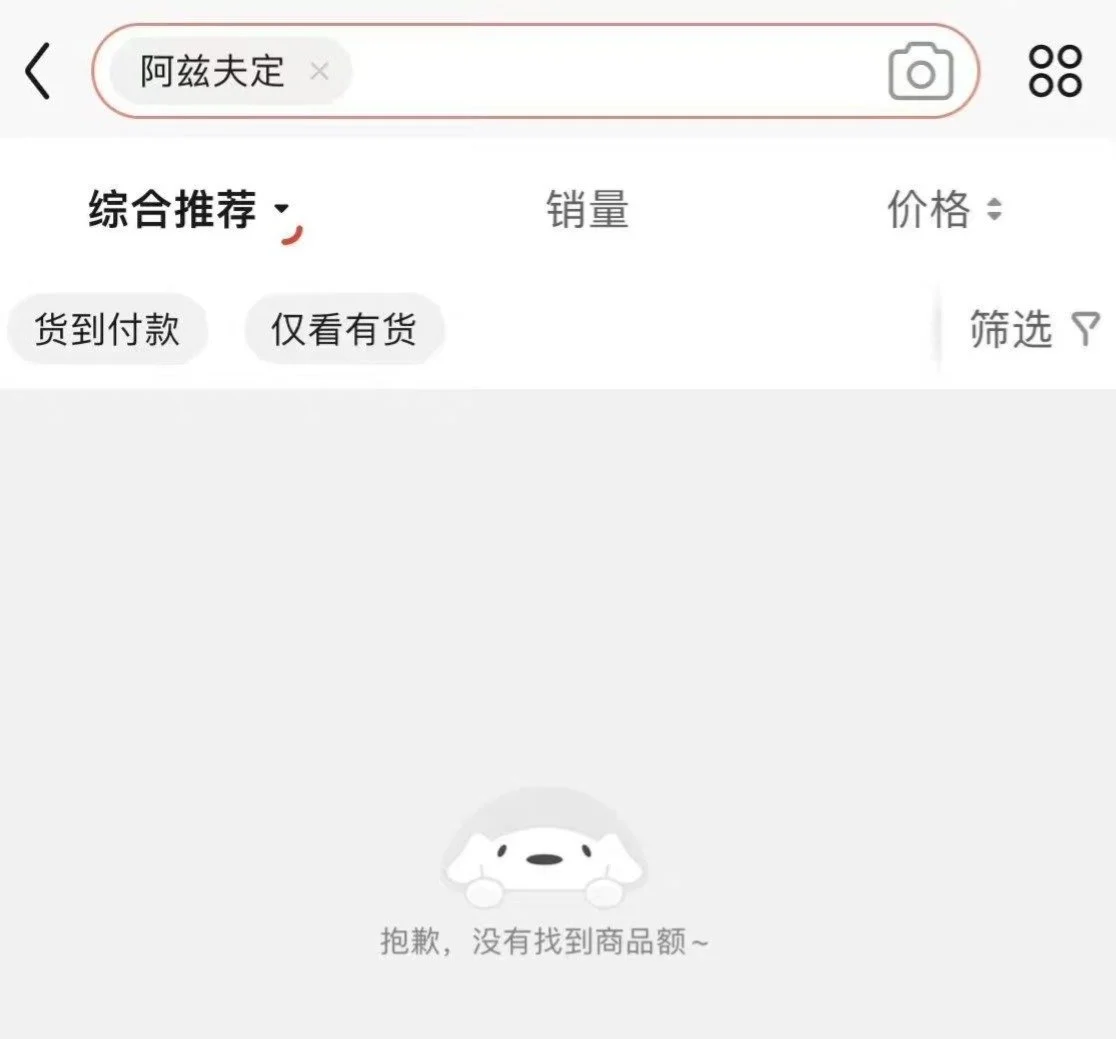 阿兹夫定
综合推荐 销量 价格
货到付款 仅看有货 筛选
抱歉，没有找到商品额~